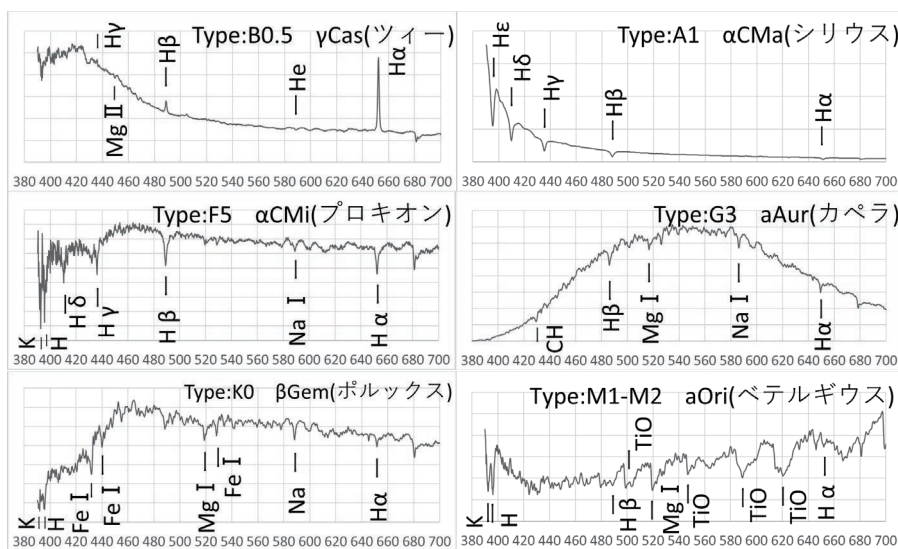 Type:B0.5 γCas(ツィー)
Hγ
Hβ
He
Hα
Mg II
380 400 420 440 460 480 500 520 540 560 580 600 620 640 660 680 700
Type:A1 αCMa(シリウス)
Hε
Hδ
Hγ
Hβ
Hα
380 400 420 440 460 480 500 520 540 560 580 600 620 640 660 680 700
Type:F5 αCMi(プロキオン)
K
H
Hδ
Hγ
Hβ
Na I
Hα
380 400 420 440 460 480 500 520 540 560 580 600 620 640 660 680 700
Type:G3 aAur(カペラ)
CH
Hβ
Mg I
Na I
Hα
380 400 420 440 460 480 500 520 540 560 580 600 620 640 660 680 700
Type:K0 βGem(ポルックス)
K
H
Fe I
Fe I
Mg I
Fe I
Na
Hα
380 400 420 440 460 480 500 520 540 560 580 600 620 640 660 680 700
Type:M1-M2 aOri(ベテルギウス)
K
H
Hβ
TiO
Mg I
TiO
TiO
TiO
Hα
380 400 420 440 460 480 500 520 540 560 580 600 620 640 660 680 700